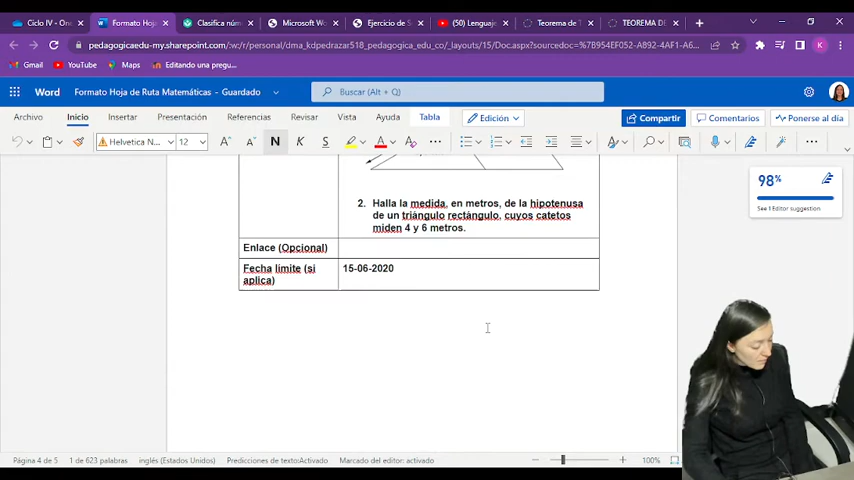 Ciclo IV - On
Formato Hoja
Clasifica núm
Microsoft Wo
Ejercicio de S
(50) Lenguaje
Teorema de T
TEOREMA DE
pedagogicaedu-my.sharepoint.com/:w:/r/personal/dma_kdpedrazar518_pedagogica_edu_co/_layouts/15/Doc.aspx?sourcedoc=%7B954EF052-A892-4AF1-A6...
K
Gmail
YouTube
Maps
Editando una pregu...
Word
Formato Hoja de Ruta Matemáticas - Guardado
Buscar (Alt + Q)
Archivo
Inicio
Insertar
Presentación
Referencias
Revisar
Vista
Ayuda
Tabla
Edición
Compartir
Comentarios
Ponerse al día
Helvetica N...
12
N
K
S
98%
See 1 Editor suggestion
2. Halla la medida, en metros, de la hipotenusa
de un triángulo rectángulo, cuyos catetos
miden 4 y 6 metros.
Enlace (Opcional)
Fecha limite (si
aplica)
15-06-2020
Página 4 de 5
1 de 623 palabras
inglés (Estados Unidos)
Predicciones de texto:Activado
Marcador del editor: activado
100%